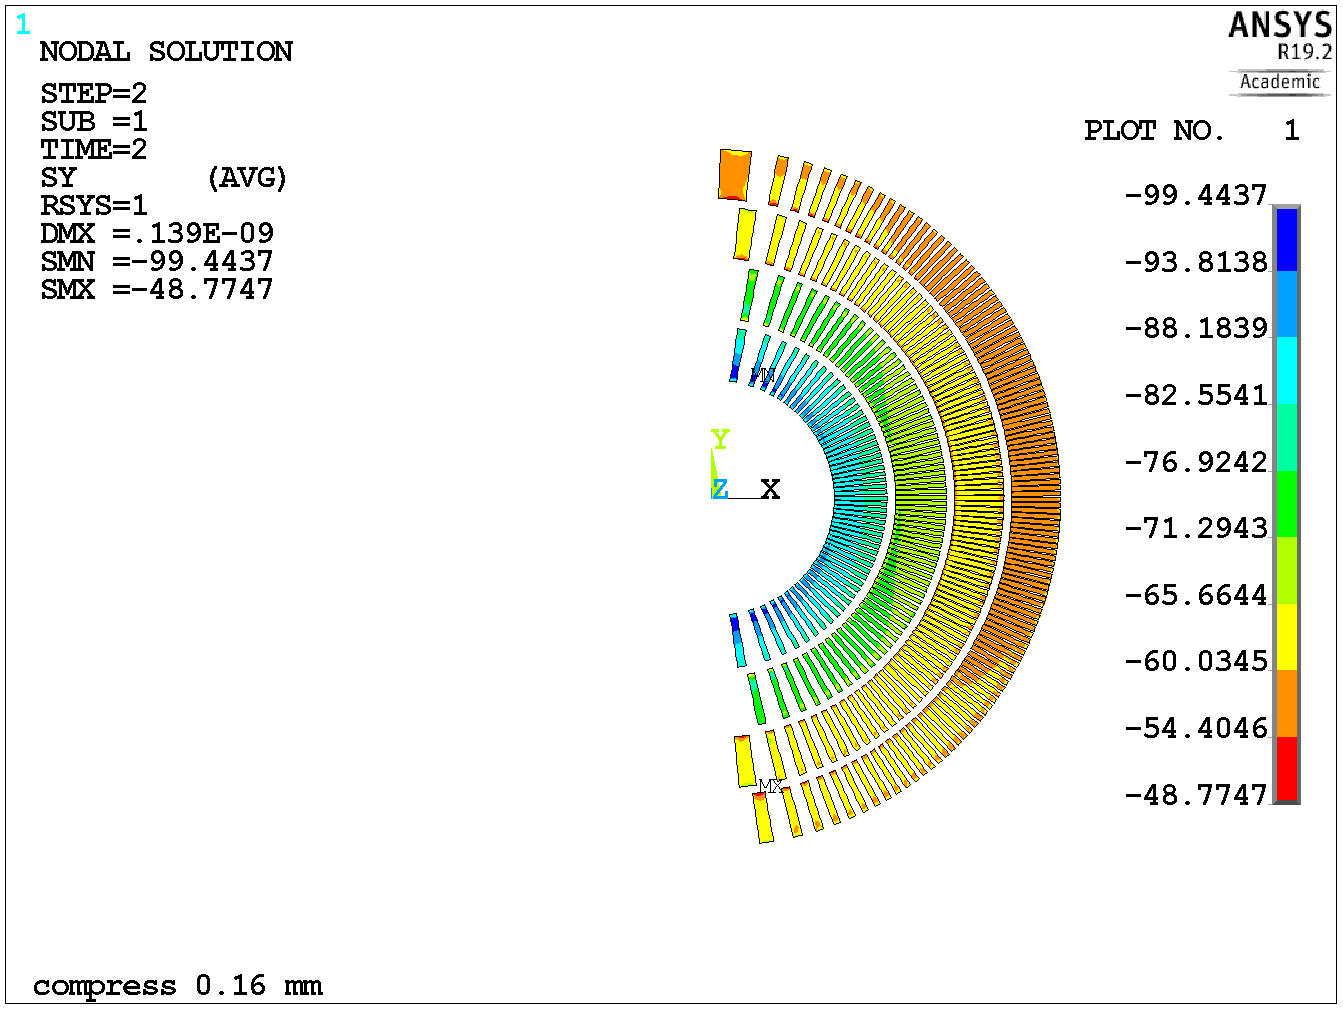 1
NODAL SOLUTION
STEP=2
SUB =1
TIME=2
SY (AVG)
RSYS=1
DMX =.139E-09
SMN =-99.4437
SMX =-48.7747
ANSYS
R19.2
Academic
PLOT NO. 1
-99.4437
-93.8138
-88.1839
-82.5541
-76.9242
-71.2943
-65.6644
-60.0345
-54.4046
-48.7747
MN
Y
Z X
MX
compress 0.16 mm